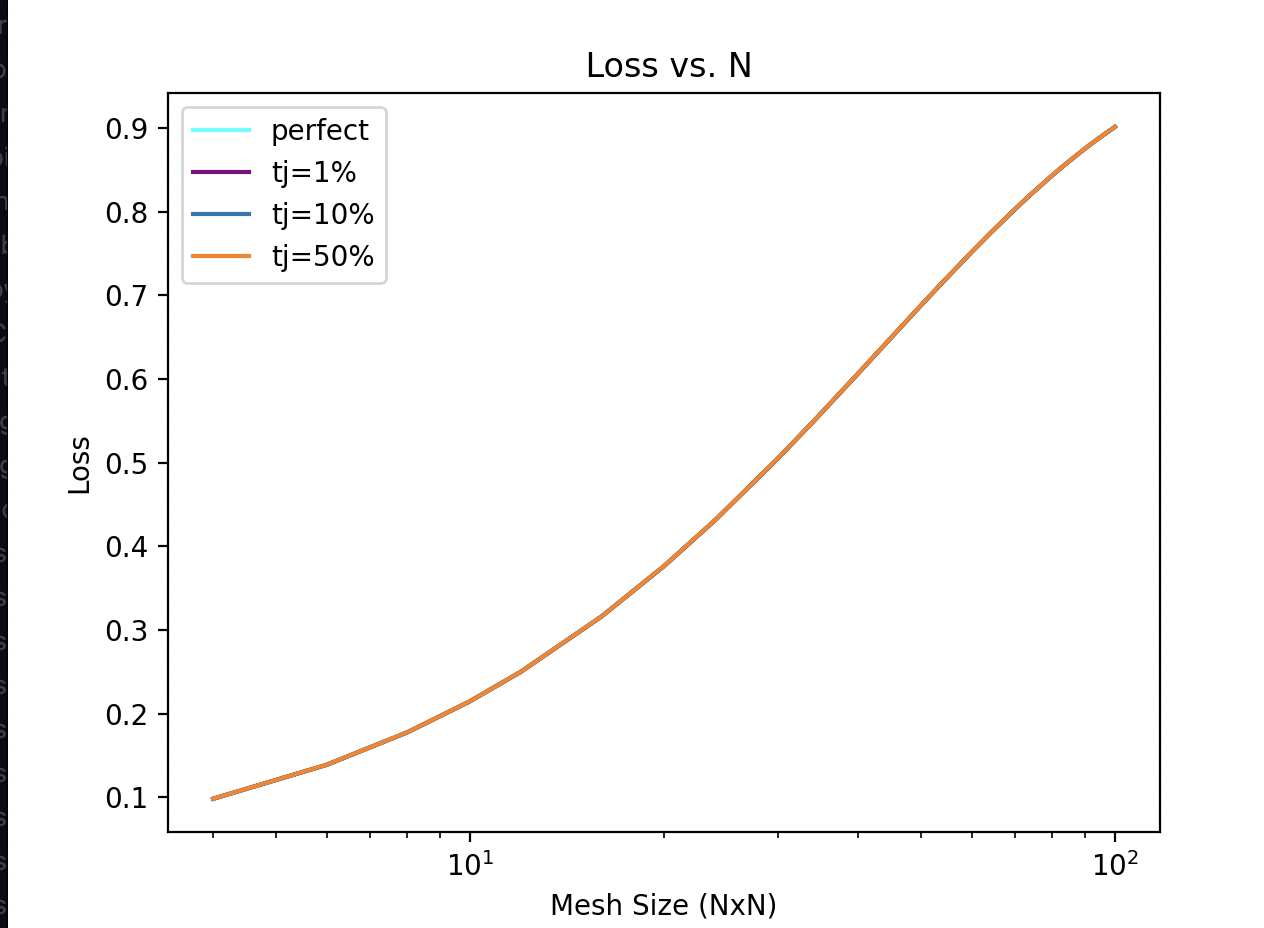 Loss vs. N
perfect
tj=1%
tj=10%
tj=50%
0.9
0.8
0.7
0.6
0.5
0.4
0.3
0.2
0.1
Loss
10¹ 10²
Mesh Size (NxN)